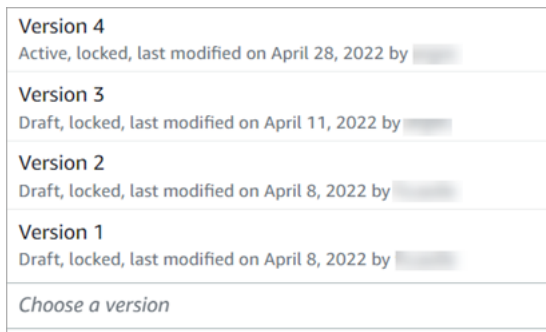 Version 4
Active, locked, last modified on April 28, 2022 by
Version 3
Draft, locked, last modified on April 11, 2022 by
Version 2
Draft, locked, last modified on April 8, 2022 by
Version 1
Draft, locked, last modified on April 8, 2022 by
Choose a version